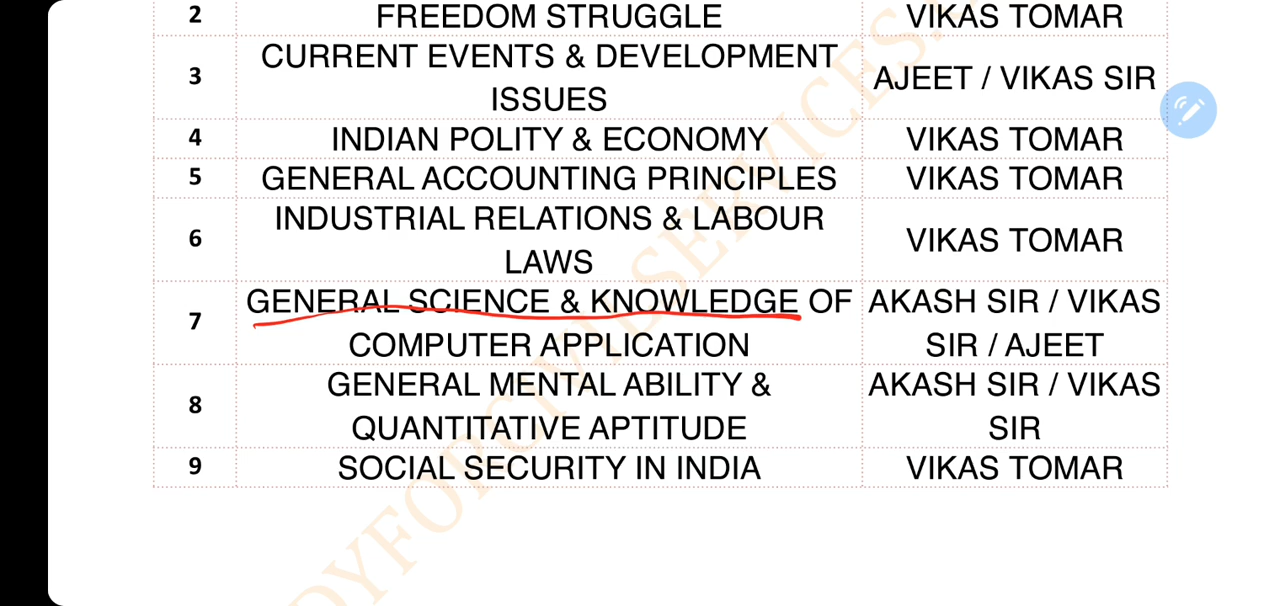 2 FREEDOM STRUGGLE VIKAS TOMAR
CURRENT EVENTS & DEVELOPMENT
3 ISSUES AJEET / VIKAS SIR
4 INDIAN POLITY & ECONOMY VIKAS TOMAR
5 GENERAL ACCOUNTING PRINCIPLES VIKAS TOMAR
INDUSTRIAL RELATIONS & LABOUR
6 LAWS VIKAS TOMAR
GENERAL SCIENCE & KNOWLEDGE OF AKASH SIR / VIKAS
7 COMPUTER APPLICATION SIR / AJEET
GENERAL MENTAL ABILITY & AKASH SIR / VIKAS
8 QUANTITATIVE APTITUDE SIR
9 SOCIAL SECURITY IN INDIA VIKAS TOMAR
DYFORCIVILSERVICES.